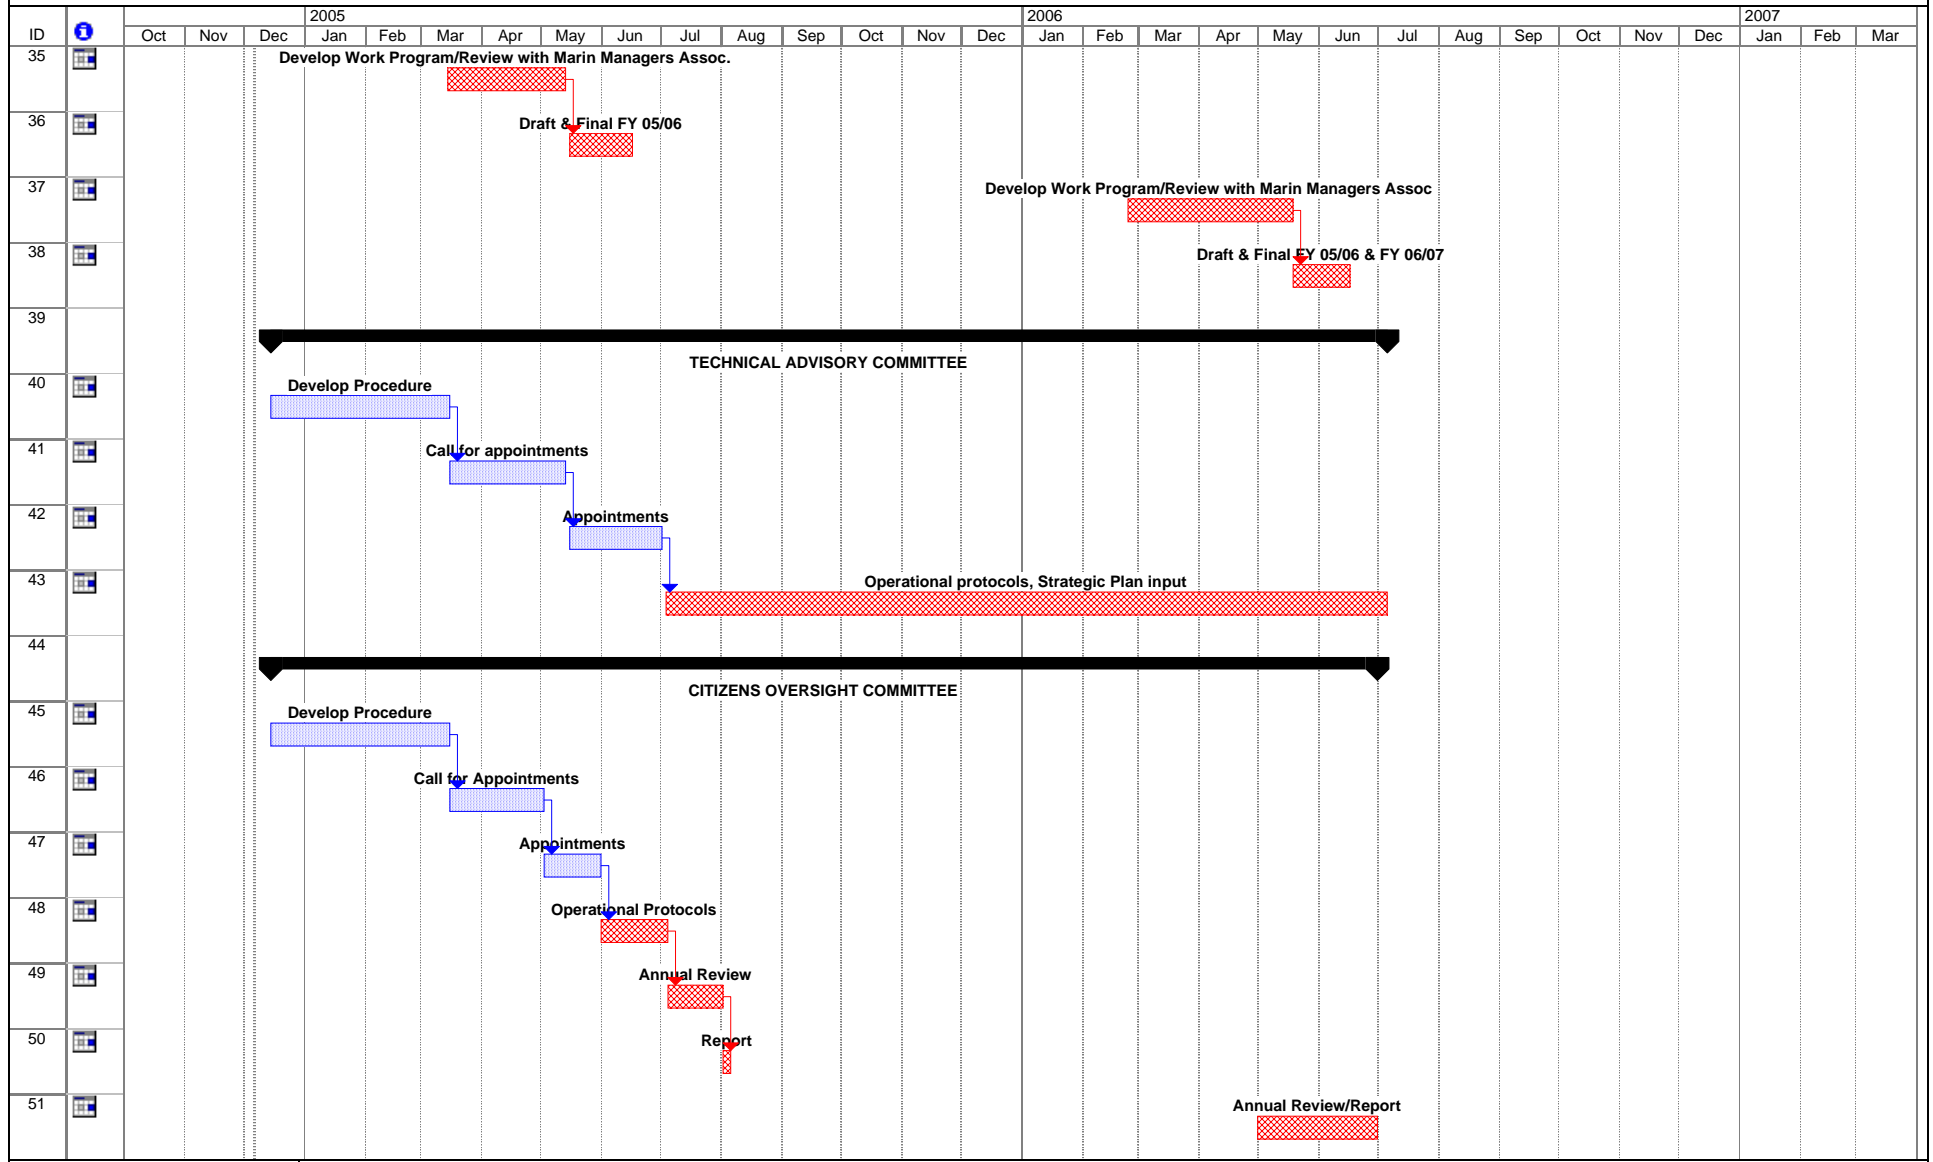 2005 2006 2007
ID Oct Nov Dec Jan Feb Mar Apr May Jun Jul Aug Sep Oct Nov Dec Jan Feb Mar Apr May Jun Jul Aug Sep Oct Nov Dec Jan Feb Mar
35 Develop Work Program/Review with Marin Managers Assoc.
36 Draft & Final FY 05/06
37 Develop Work Program/Review with Marin Managers Assoc
38 Draft & Final FY 05/06 & FY 06/07
39
TECHNICAL ADVISORY COMMITTEE
40 Develop Procedure
41 Call for appointments
42 Appointments
43 Operational protocols, Strategic Plan input
44
CITIZENS OVERSIGHT COMMITTEE
45 Develop Procedure
46 Call for Appointments
47 Appointments
48 Operational Protocols
49 Annual Review
50 Report
51 Annual Review/Report